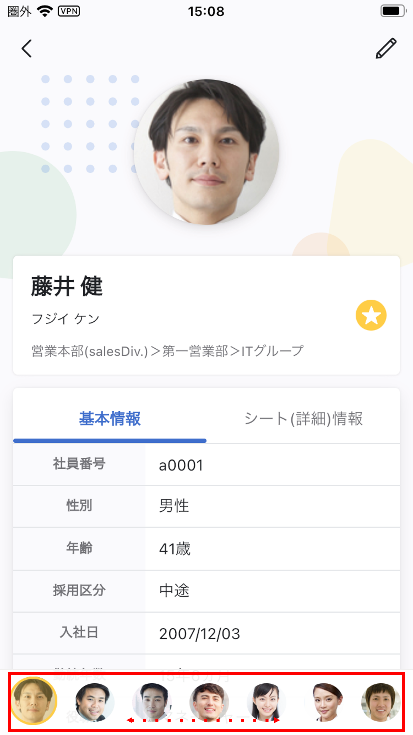 圏外 VPN 15:08
藤井 健
フジイ ケン
営業本部(salesDiv.)＞第一営業部＞ITグループ
基本情報 シート(詳細)情報
社員番号 a0001
性別 男性
年齢 41歳
採用区分 中途
入社日 2007/12/03